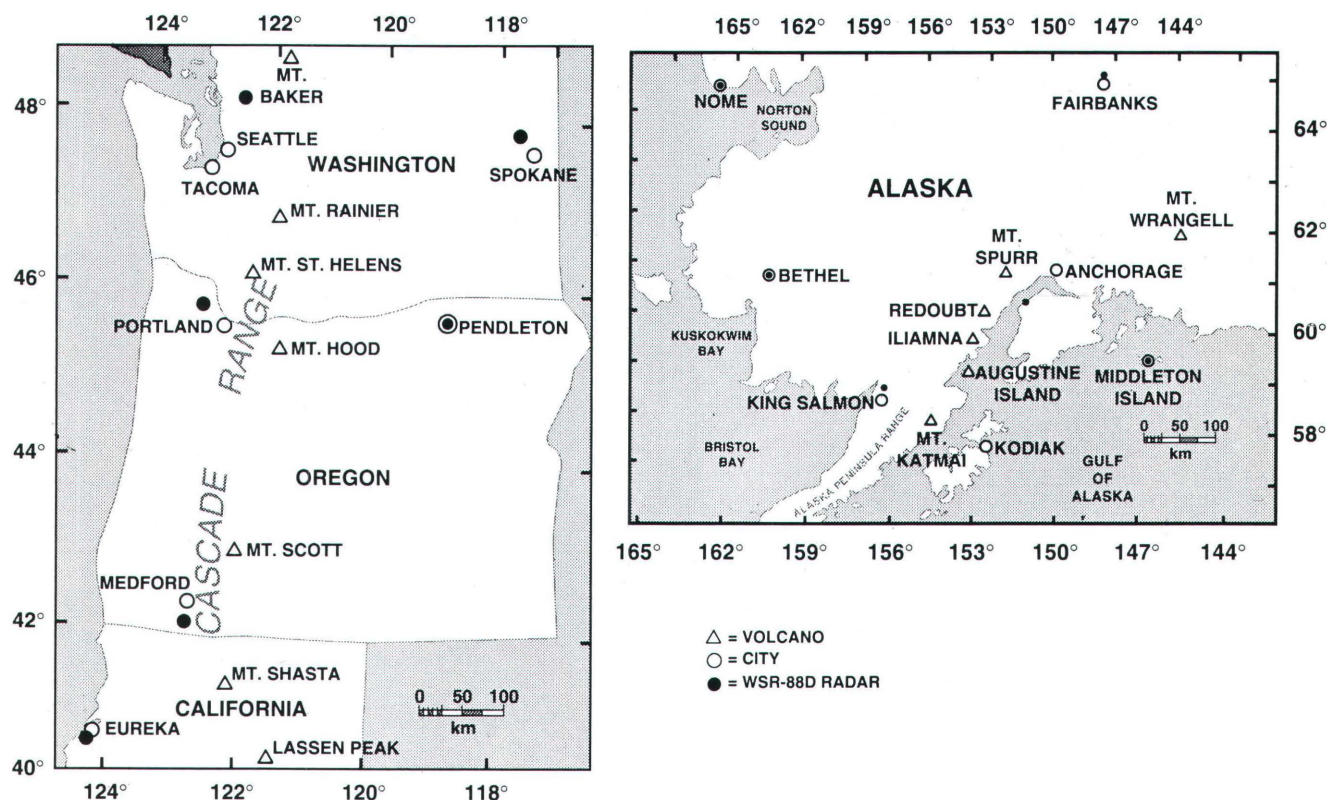 124° 122° 120° 118°
48°
46°
44°
42°
40°
124° 122° 120° 118°
MT.
BAKER
SEATTLE
TACOMA
WASHINGTON
SPOKANE
MT. RAINIER
MT. ST. HELENS
PORTLAND
PENDLETON
MT. HOOD
CASCADE RANGE
OREGON
MT. SCOTT
MEDFORD
MT. SHASTA
CALIFORNIA
EUREKA
LASSEN PEAK
0 50 100
km
165° 162° 159° 156° 153° 150° 147° 144°
64°
62°
60°
58°
165° 162° 159° 156° 153° 150° 147° 144°
NOME
NORTON
SOUND
FAIRBANKS
ALASKA
MT.
WRANGELL
MT.
SPURR
ANCHORAGE
BETHEL
REDOUBT
ILIAMNA
KUSKOKWIM
BAY
AUGUSTINE
ISLAND
MIDDLETON
ISLAND
KING SALMON
0 50 100
km
BRISTOL
BAY
ALASKA PENINSULA RANGE
MT.
KATMAI
KODIAK
GULF
OF
ALASKA
△ = VOLCANO
○ = CITY
● = WSR-88D RADAR